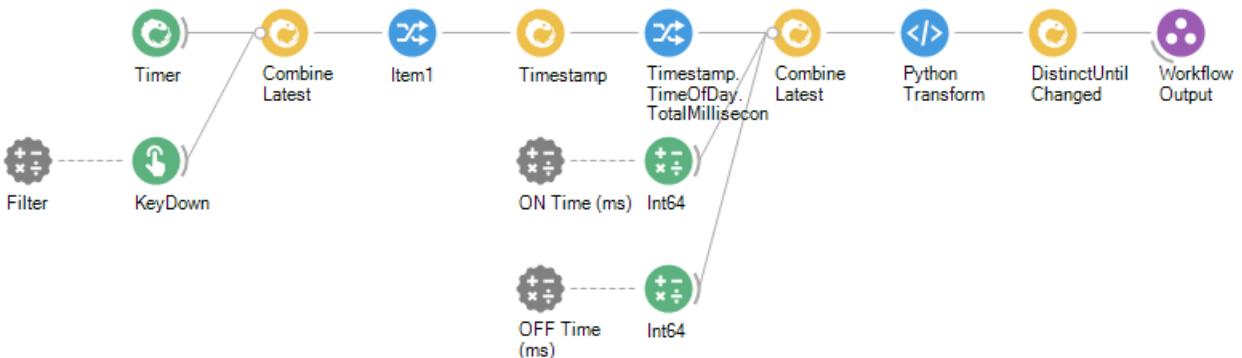 Timer
Combine
Latest
Item1
Timestamp
Timestamp.
TimeOfDay.
TotalMillisecon
Combine
Latest
Python
Transform
DistinctUntil
Changed
Workflow
Output
Filter
KeyDown
ON Time (ms)
Int64
OFF Time
(ms)
Int64